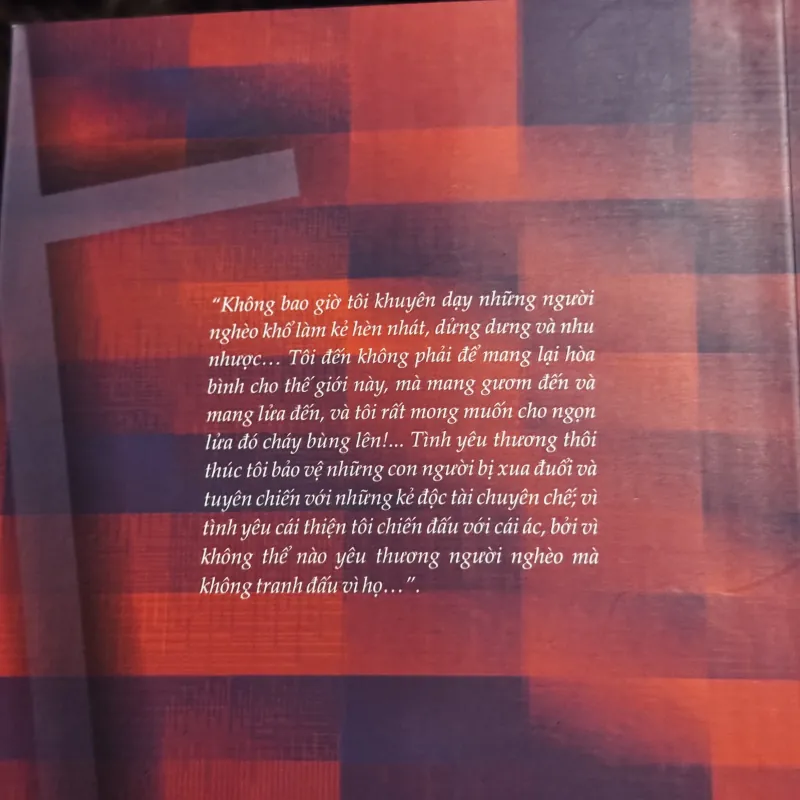 “Không bao giờ tôi khuyên dạy những người
nghèo khổ làm kẻ hèn nhát, dửng dưng và nhu
nhược... Tôi đến không phải để mang lại hòa
bình cho thế giới này, mà mang gươm đến và
mang lửa đến, và tôi rất mong muốn cho ngọn
lửa đó cháy bùng lên!... Tình yêu thương thôi
thúc tôi bảo vệ những con người bị xua đuổi và
tuyên chiến với những kẻ độc tài chuyên chế; vì
tình yêu cái thiện tôi chiến đấu với cái ác, bởi vì
không thể nào yêu thương người nghèo mà
không tranh đấu vì họ...”.